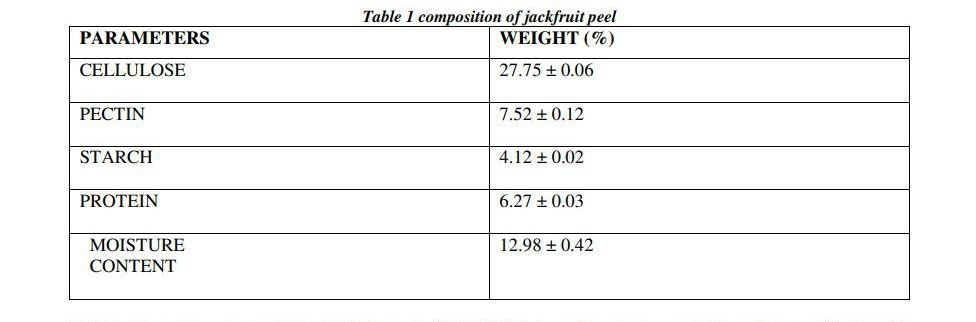 Table 1 composition of jackfruit peel
PARAMETERS WEIGHT (%)
CELLULOSE 27.75 ± 0.06
PECTIN 7.52 ± 0.12
STARCH 4.12 ± 0.02
PROTEIN 6.27 ± 0.03
MOISTURE 12.98 ± 0.42
CONTENT